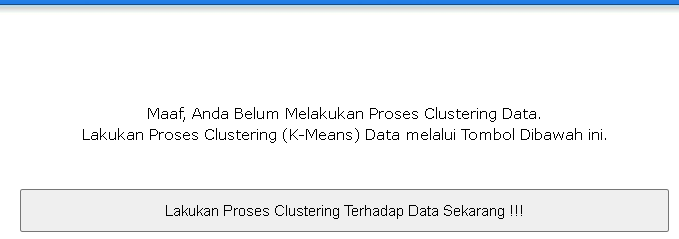 Maaf, Anda Belum Melakukan Proses Clustering Data.
Lakukan Proses Clustering (K-Means) Data melalui Tombol Dibawah ini.
Lakukan Proses Clustering Terhadap Data Sekarang !!!